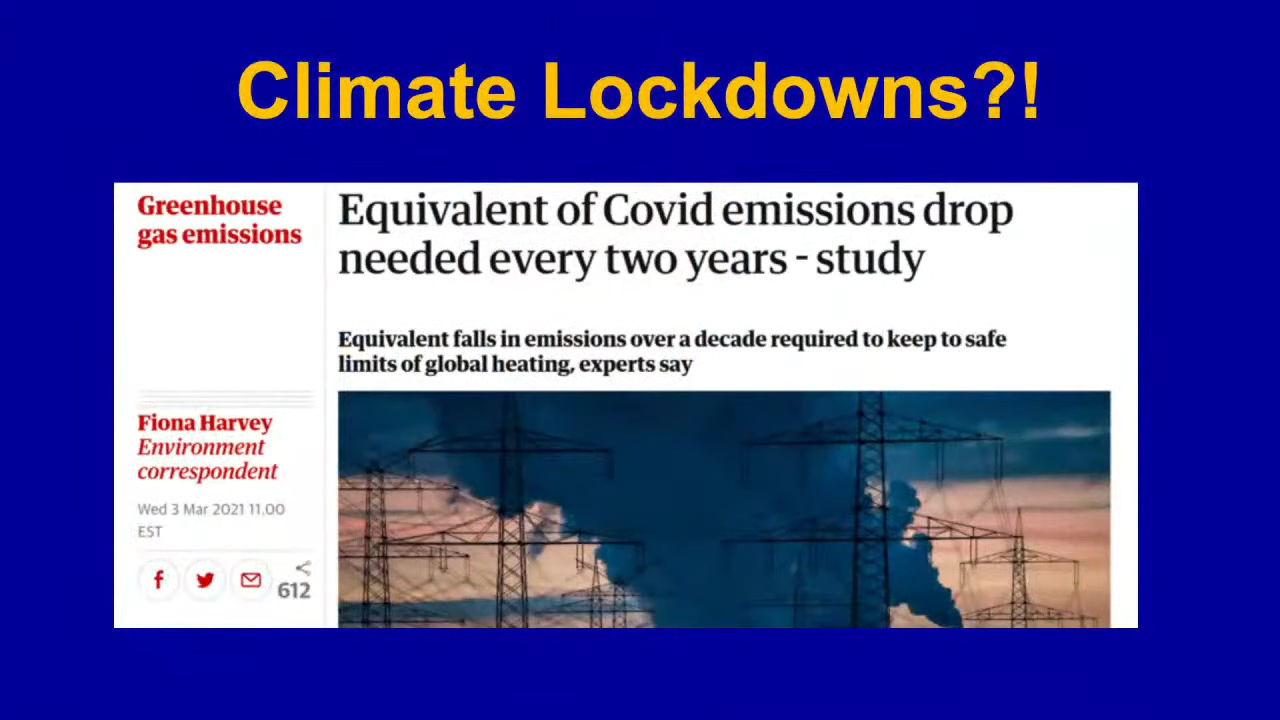 Climate Lockdowns?!
Greenhouse
gas emissions
Equivalent of Covid emissions drop
needed every two years - study
Equivalent falls in emissions over a decade required to keep to safe
limits of global heating, experts say
Fiona Harvey
Environment
correspondent
Wed 3 Mar 2021 11.00
EST
612